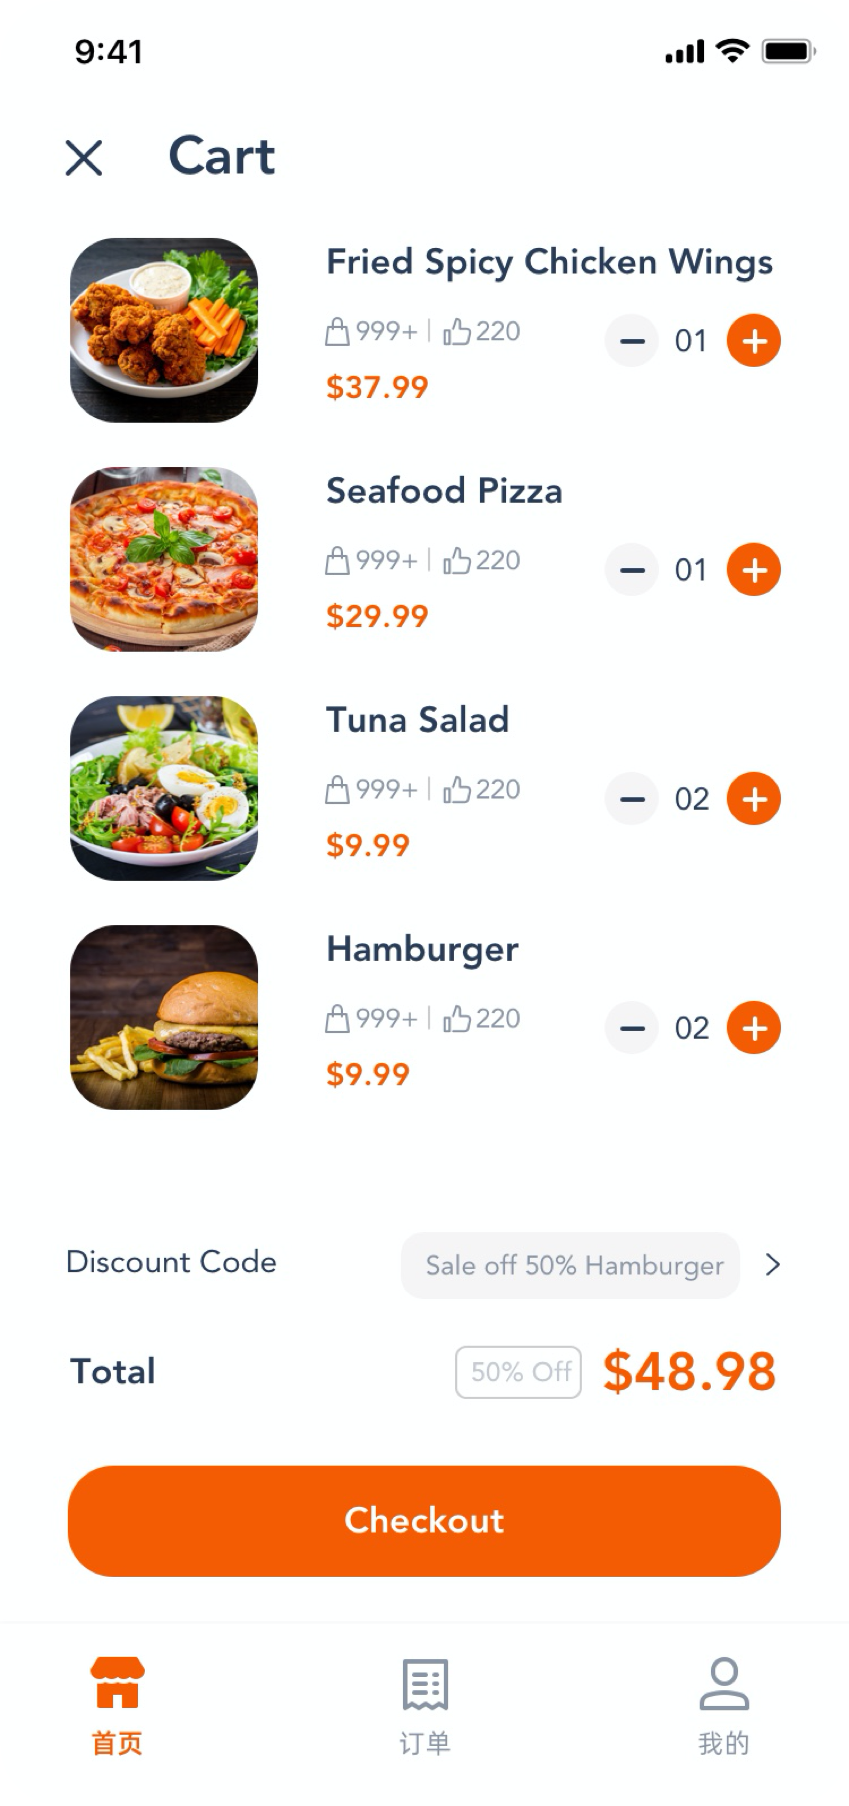 9:41
Cart
Fried Spicy Chicken Wings
999+ | 220
01
$37.99
Seafood Pizza
999+ | 220
01
$29.99
Tuna Salad
999+ | 220
02
$9.99
Hamburger
999+ | 220
02
$9.99
Discount Code
Sale off 50% Hamburger
Total
50% Off
$48.98
Checkout
首页
订单
我的